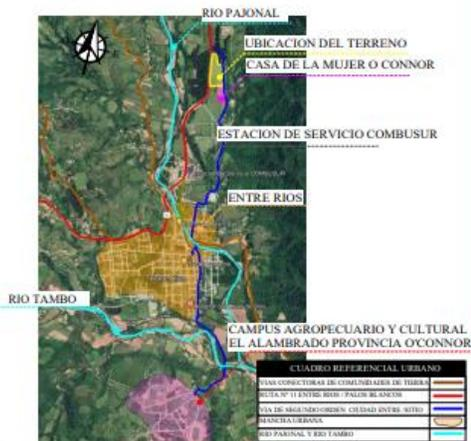 RIO PAJONAL
UBICACION DEL TERRENO
CASA DE LA MUJER O CONNOR
ESTACION DE SERVICIO COMBUSUR
ENTRE RIOS
RIO TAMBO
CAMPUS AGROPECUARIO Y CULTURAL
EL ALAMBRADO PROVINCIA O'CONNOR
CUADRO REFERENCIAL URBANO
VIAS CONECTORAS DE COMUNIDADES DE TIERRA
RUTA N° 11 ENTRE RIOS - PALOS BLANCOS
VIA DE SEGUNDO ORDEN CIUDAD ENTRE
MANCHA URBANA
RIO PAJONAL Y RIO TAMBO